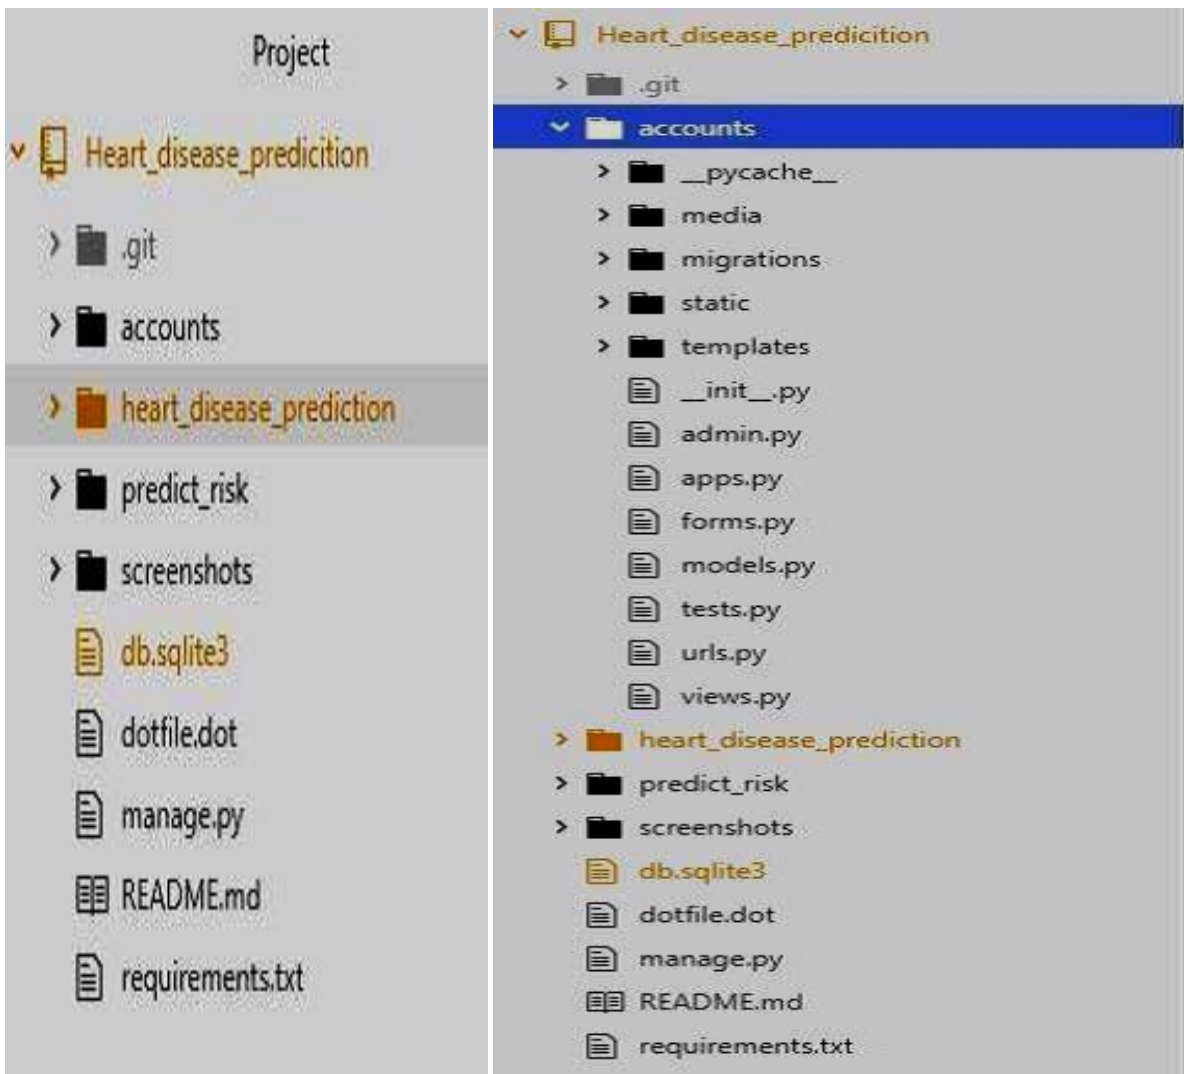 Project
Heart_disease_predicition
.git
accounts
heart_disease_prediction
predict_risk
screenshots
db.sqlite3
dotfile.dot
manage.py
README.md
requirements.txt
Heart_disease_predicition
.git
accounts
__pycache__
media
migrations
static
templates
__init__.py
admin.py
apps.py
forms.py
models.py
tests.py
urls.py
views.py
heart_disease_prediction
predict_risk
screenshots
db.sqlite3
dotfile.dot
manage.py
README.md
requirements.txt